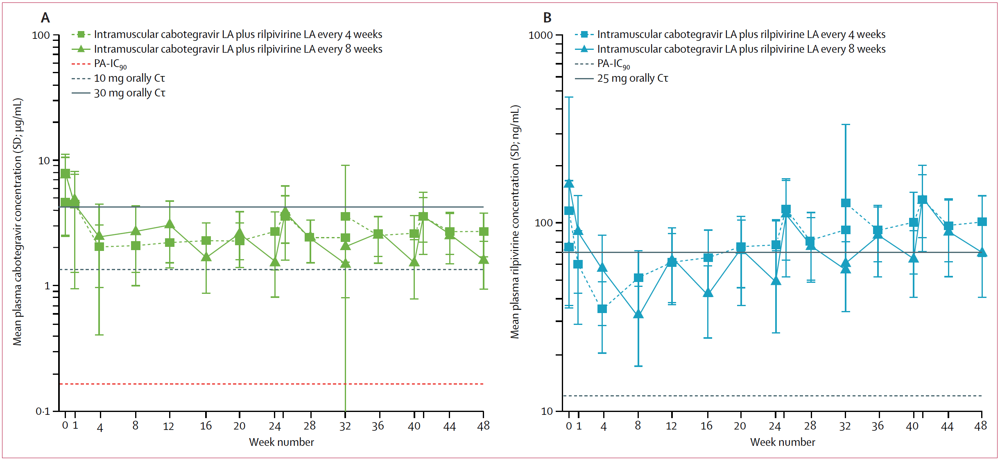 A
Intramuscular cabotegravir LA plus rilpivirine LA every 4 weeks
Intramuscular cabotegravir LA plus rilpivirine LA every 8 weeks
PA-IC90
10 mg orally Cτ
30 mg orally Cτ
Mean plasma cabotegravir concentration (SD; µg/mL)
100
10
1
0·1
0 1 4 8 12 16 20 24 28 32 36 40 44 48
Week number
B
Intramuscular cabotegravir LA plus rilpivirine LA every 4 weeks
Intramuscular cabotegravir LA plus rilpivirine LA every 8 weeks
PA-IC90
25 mg orally Cτ
Mean plasma rilpivirine concentration (SD; ng/mL)
1000
100
10
0 1 4 8 12 16 20 24 28 32 36 40 44 48
Week number